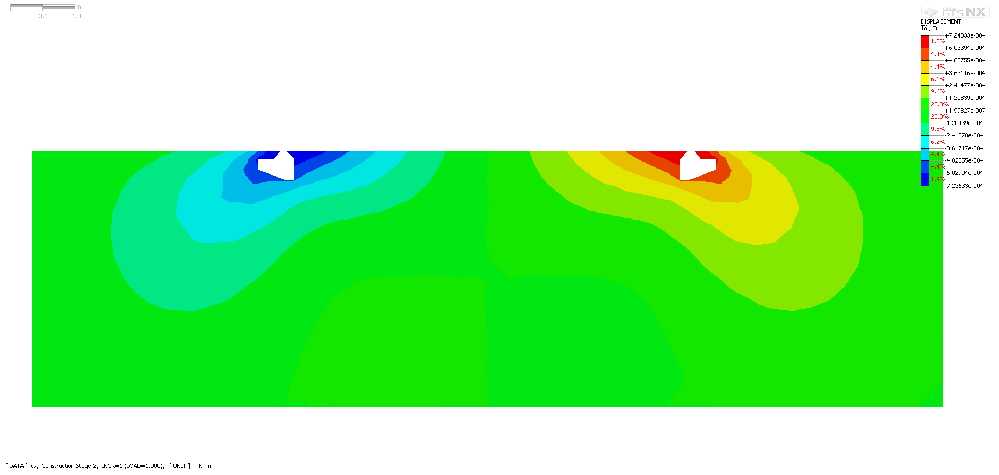 m
0 3.15 6.3
midas
GTS NX
DISPLACEMENT
TX , m
+7.24033e-004
1.8%
+6.03394e-004
4.4%
+4.82755e-004
4.4%
+3.62116e-004
6.1%
+2.41477e-004
9.6%
+1.20839e-004
22.0%
+1.99827e-007
25.0%
-1.20439e-004
9.8%
-2.41078e-004
6.2%
-3.61717e-004
4.4%
-4.82355e-004
4.4%
-6.02994e-004
1.9%
-7.23633e-004
[ DATA ] cs, Construction Stage-2, INCR=1 (LOAD=1.000), [ UNIT ] kN, m